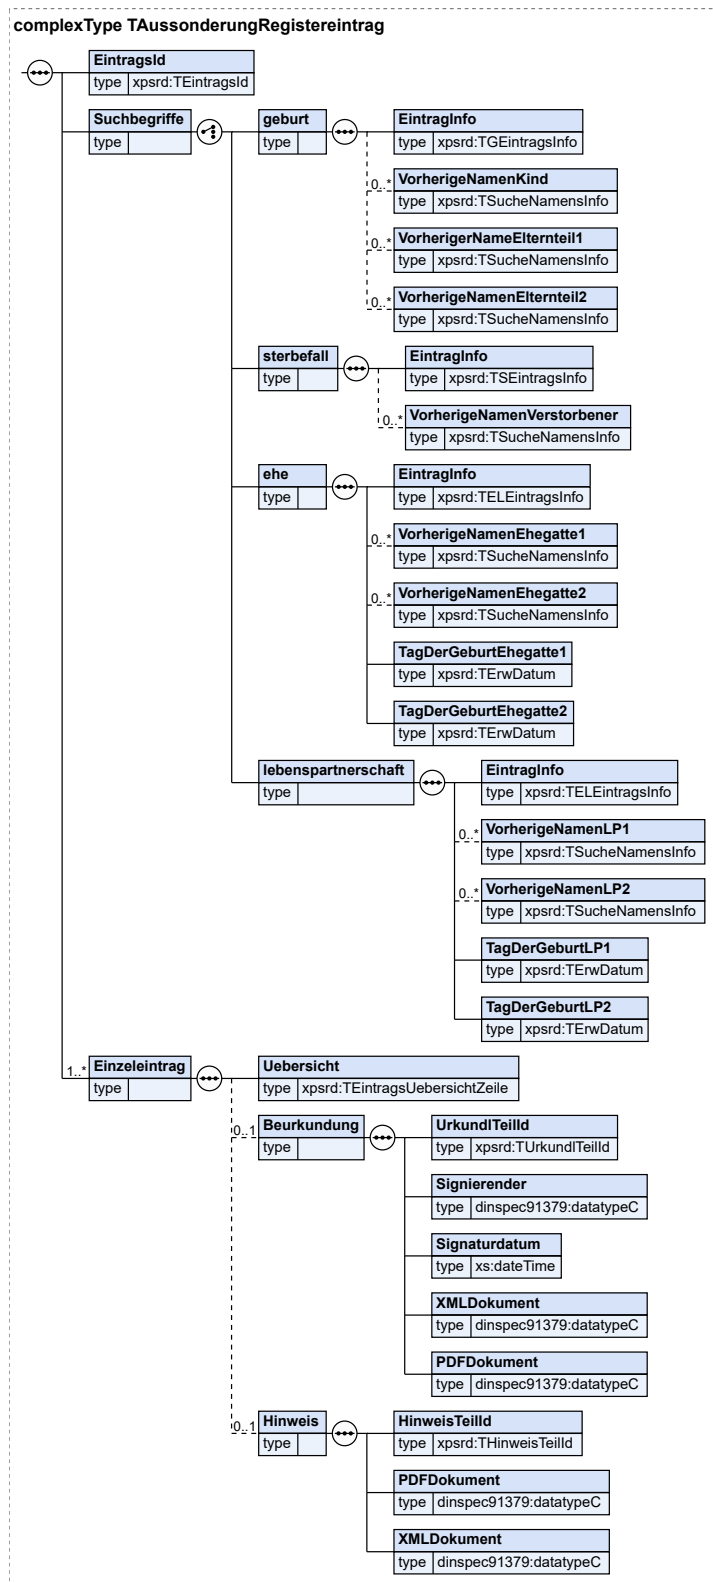 complexType TAussonderungRegistereintrag
EintragsId
type xpsrd:TEintragsId
Suchbegriffe
type
geburt
type
EintragInfo
type xpsrd:TGEintragsInfo
0..* VorherigeNamenKind
type xpsrd:TSucheNamensInfo
0..* VorherigerNameElternteil1
type xpsrd:TSucheNamensInfo
0..* VorherigeNamenElternteil2
type xpsrd:TSucheNamensInfo
sterbefall
type
EintragInfo
type xpsrd:TSEintragsInfo
0..* VorherigeNamenVerstorbener
type xpsrd:TSucheNamensInfo
ehe
type
EintragInfo
type xpsrd:TELEintragsInfo
0..* VorherigeNamenEhegatte1
type xpsrd:TSucheNamensInfo
0..* VorherigeNamenEhegatte2
type xpsrd:TSucheNamensInfo
TagDerGeburtEhegatte1
type xpsrd:TErwDatum
TagDerGeburtEhegatte2
type xpsrd:TErwDatum
lebenspartnerschaft
type
EintragInfo
type xpsrd:TELEintragsInfo
0..* VorherigeNamenLP1
type xpsrd:TSucheNamensInfo
0..* VorherigeNamenLP2
type xpsrd:TSucheNamensInfo
TagDerGeburtLP1
type xpsrd:TErwDatum
TagDerGeburtLP2
type xpsrd:TErwDatum
1..* Einzeleintrag
type
Uebersicht
type xpsrd:TEintragsUebersichtZeile
0..1 Beurkundung
type
UrkundlTeilId
type xpsrd:TUrkundlTeilId
Signierender
type dinspec91379:datatypeC
Signaturdatum
type xs:dateTime
XMLDokument
type dinspec91379:datatypeC
PDFDokument
type dinspec91379:datatypeC
0..1 Hinweis
type
HinweisTeilId
type xpsrd:THinweisTeilId
PDFDokument
type dinspec91379:datatypeC
XMLDokument
type dinspec91379:datatypeC